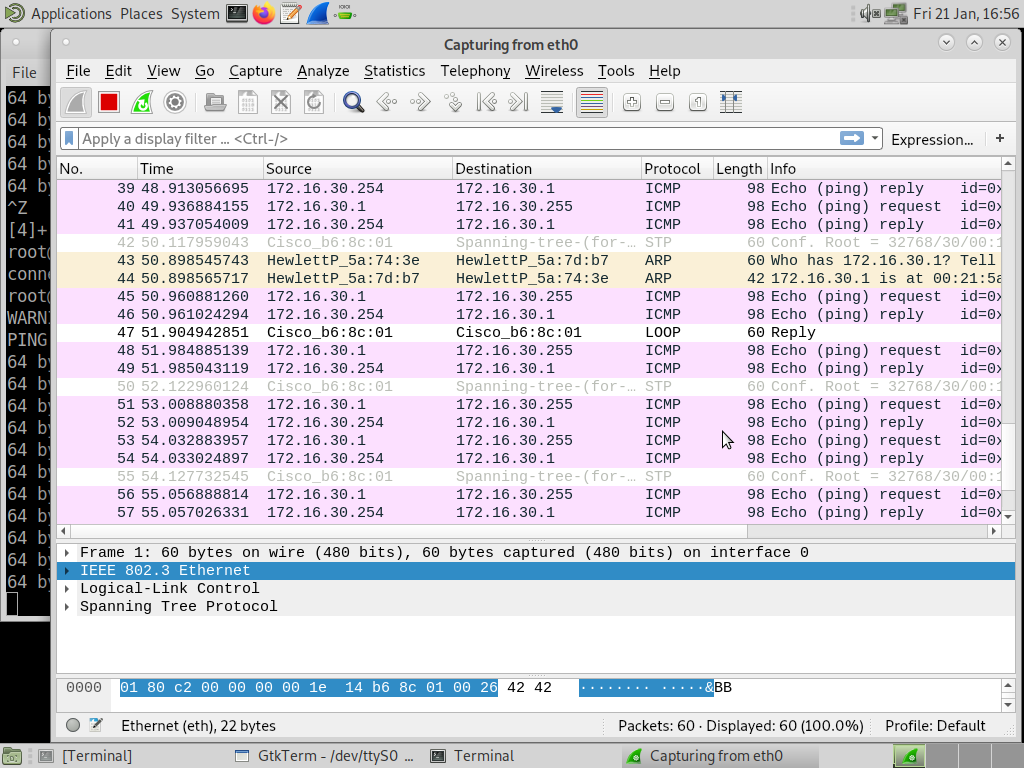 Applications Places System Fri 21 Jan, 16:56
Capturing from eth0
File
File Edit View Go Capture Analyze Statistics Telephony Wireless Tools Help
Apply a display filter ... <Ctrl-/> Expression... +
No. Time Source Destination Protocol Length Info
39 48.913056695 172.16.30.254 172.16.30.1 ICMP 98 Echo (ping) reply id=0x
40 49.936884155 172.16.30.1 172.16.30.255 ICMP 98 Echo (ping) request id=0x
41 49.937054009 172.16.30.254 172.16.30.1 ICMP 98 Echo (ping) reply id=0x
42 50.117959043 Cisco_b6:8c:01 Spanning-tree-(for-… STP 60 Conf. Root = 32768/30/00:1
43 50.898545743 HewlettP_5a:74:3e HewlettP_5a:7d:b7 ARP 60 Who has 172.16.30.1? Tell
44 50.898565717 HewlettP_5a:7d:b7 HewlettP_5a:74:3e ARP 42 172.16.30.1 is at 00:21:5a
45 50.960881260 172.16.30.1 172.16.30.255 ICMP 98 Echo (ping) request id=0x
46 50.961024294 172.16.30.254 172.16.30.1 ICMP 98 Echo (ping) reply id=0x
47 51.904942851 Cisco_b6:8c:01 Cisco_b6:8c:01 LOOP 60 Reply
48 51.984885139 172.16.30.1 172.16.30.255 ICMP 98 Echo (ping) request id=0x
49 51.985043119 172.16.30.254 172.16.30.1 ICMP 98 Echo (ping) reply id=0x
50 52.122960124 Cisco_b6:8c:01 Spanning-tree-(for-… STP 60 Conf. Root = 32768/30/00:1
51 53.008880358 172.16.30.1 172.16.30.255 ICMP 98 Echo (ping) request id=0x
52 53.009048954 172.16.30.254 172.16.30.1 ICMP 98 Echo (ping) reply id=0x
53 54.032883957 172.16.30.1 172.16.30.255 ICMP 98 Echo (ping) request id=0x
54 54.033024897 172.16.30.254 172.16.30.1 ICMP 98 Echo (ping) reply id=0x
55 54.127732545 Cisco_b6:8c:01 Spanning-tree-(for-… STP 60 Conf. Root = 32768/30/00:1
56 55.056888814 172.16.30.1 172.16.30.255 ICMP 98 Echo (ping) request id=0x
57 55.057026331 172.16.30.254 172.16.30.1 ICMP 98 Echo (ping) reply id=0x
64 by
64 by
64 by
64 by
64 by
^Z
[4]+
root@
conne
root@
WARNI
PING
64 by
64 by
64 by
64 by
64 by
64 by
64 by
64 by
64 by
64 by
64 by
Frame 1: 60 bytes on wire (480 bits), 60 bytes captured (480 bits) on interface 0
IEEE 802.3 Ethernet
Logical-Link Control
Spanning Tree Protocol
0000 01 80 c2 00 00 00 00 1e 14 b6 8c 01 00 26 42 42 ········ ·····&BB
Ethernet (eth), 22 bytes Packets: 60 · Displayed: 60 (100.0%) Profile: Default
[Terminal] GtkTerm - /dev/ttyS0 ... Terminal Capturing from eth0